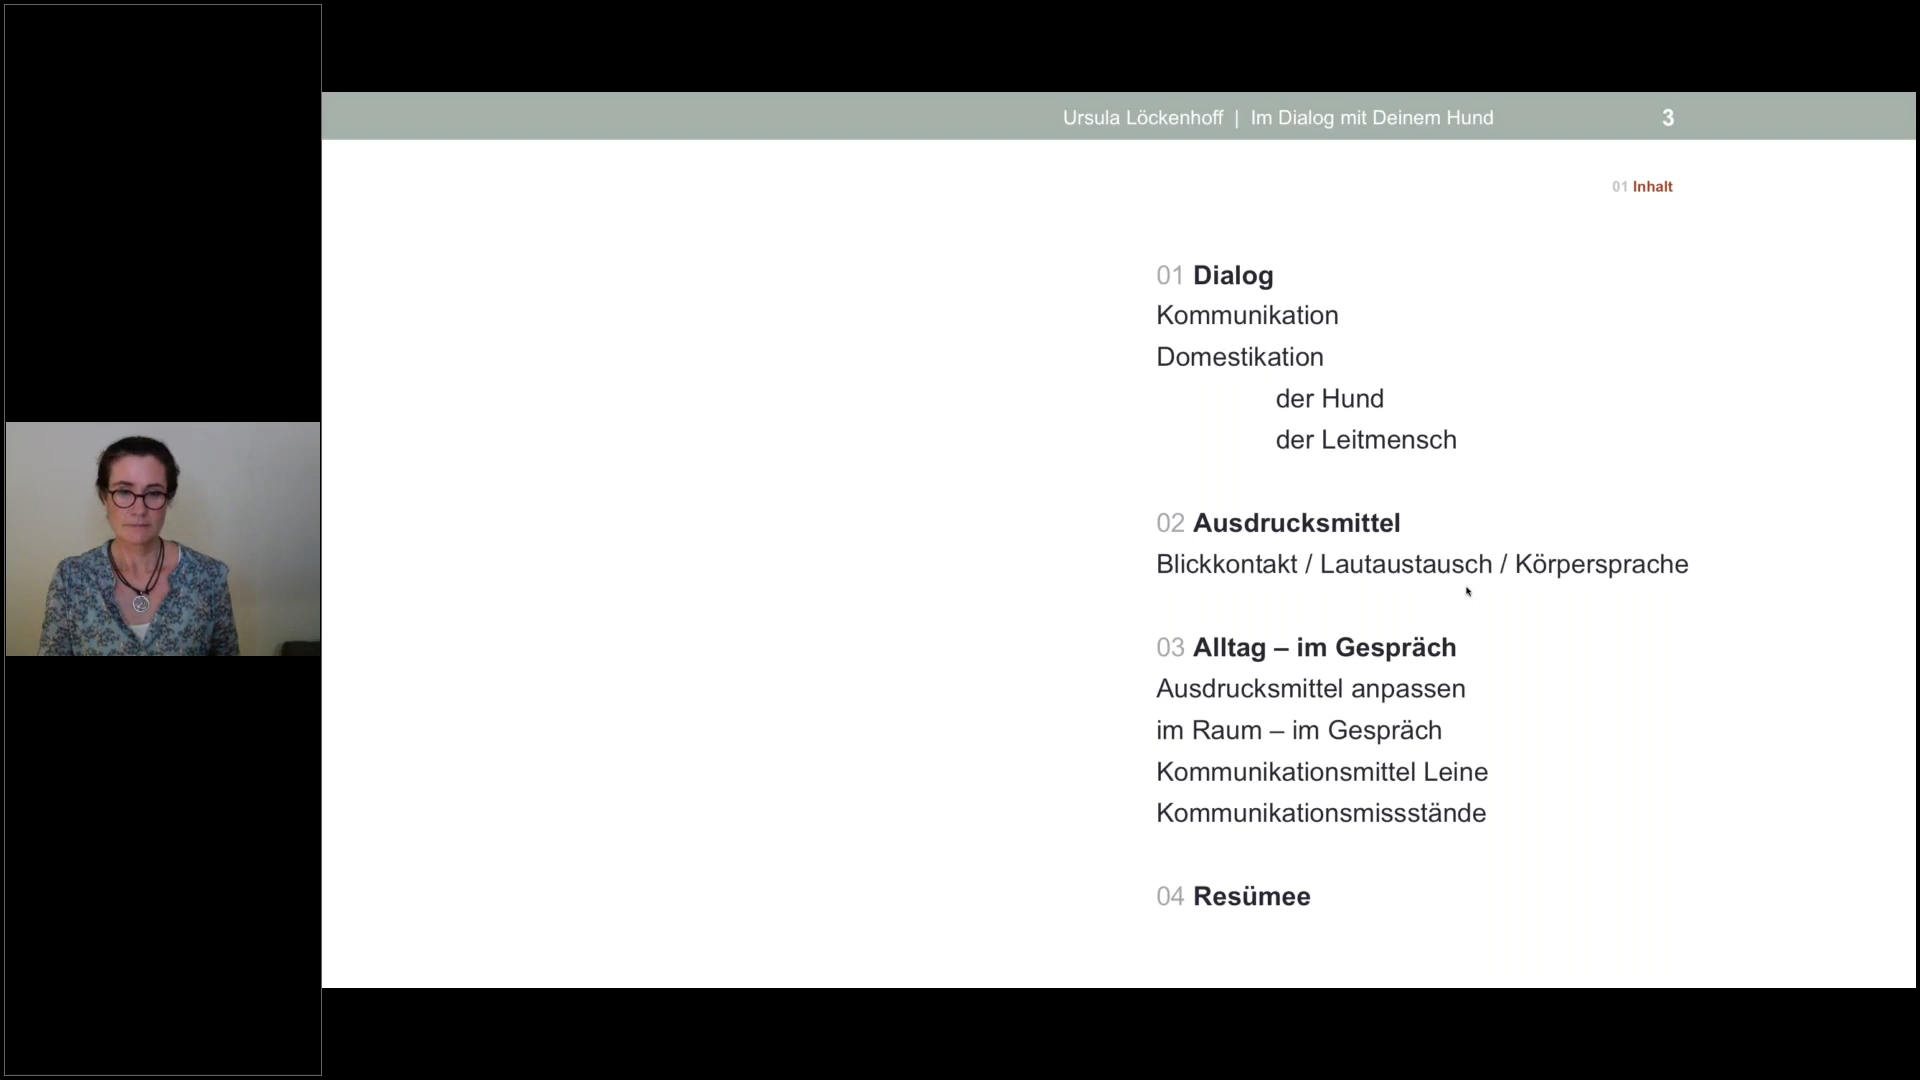 Ursula Löckenhoff | Im Dialog mit Deinem Hund 3
01 Inhalt
01 Dialog
Kommunikation
Domestikation
der Hund
der Leitmensch
02 Ausdrucksmittel
Blickkontakt / Lautaustausch / Körpersprache
03 Alltag – im Gespräch
Ausdrucksmittel anpassen
im Raum – im Gespräch
Kommunikationsmittel Leine
Kommunikationsmissstände
04 Resümee